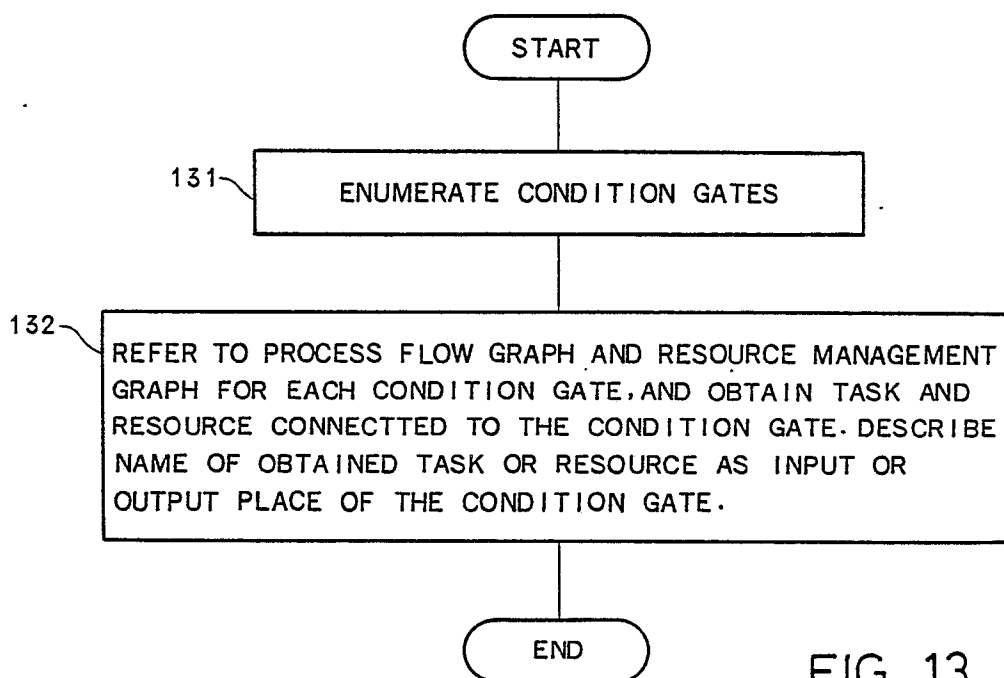 START
131
ENUMERATE CONDITION GATES
132
REFER TO PROCESS FLOW GRAPH AND RESOURCE MANAGEMENT
GRAPH FOR EACH CONDITION GATE, AND OBTAIN TASK AND
RESOURCE CONNECTTED TO THE CONDITION GATE. DESCRIBE
NAME OF OBTAINED TASK OR RESOURCE AS INPUT OR
OUTPUT PLACE OF THE CONDITION GATE.
END
FIG. 13